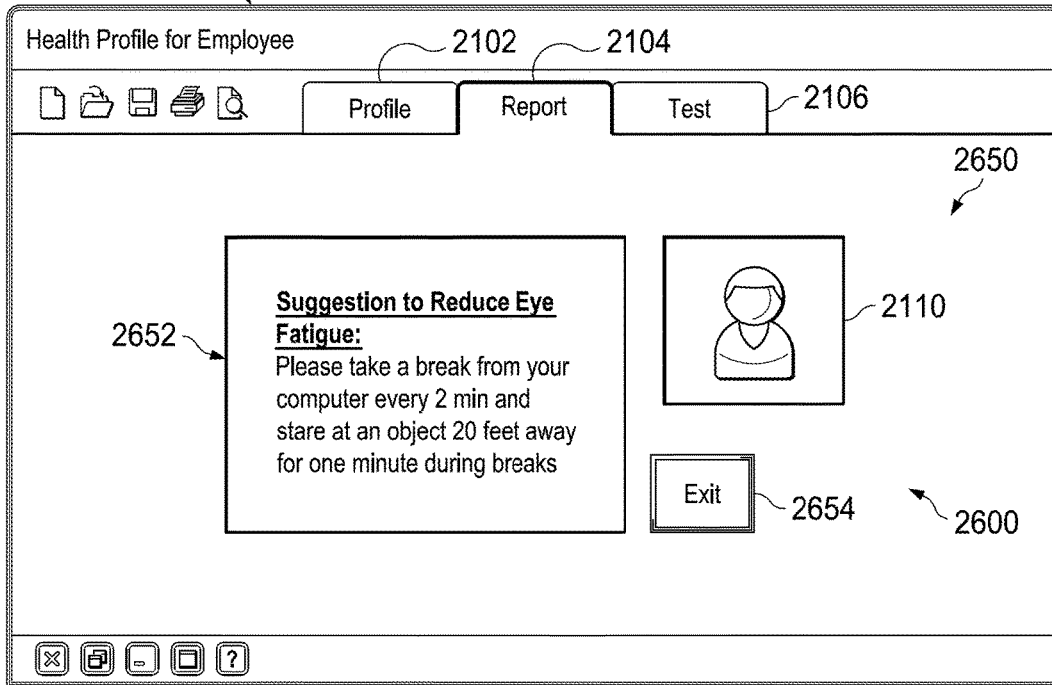 Health Profile for Employee
2102
2104
Profile
Report
Test
2106
2650
Suggestion to Reduce Eye
Fatigue:
Please take a break from your
computer every 2 min and
stare at an object 20 feet away
for one minute during breaks
2652
2110
Exit
2654
2600
?